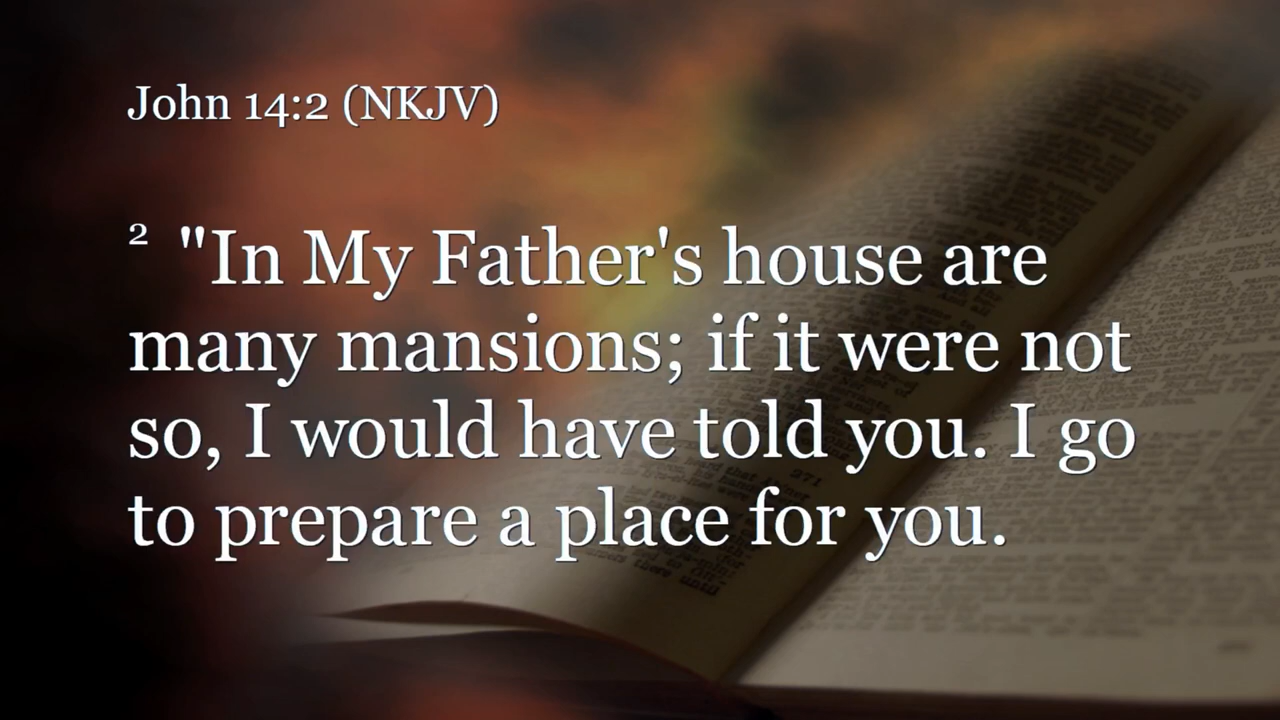 John 14:2 (NKJV)
2 "In My Father's house are
many mansions; if it were not
so, I would have told you. I go
to prepare a place for you.